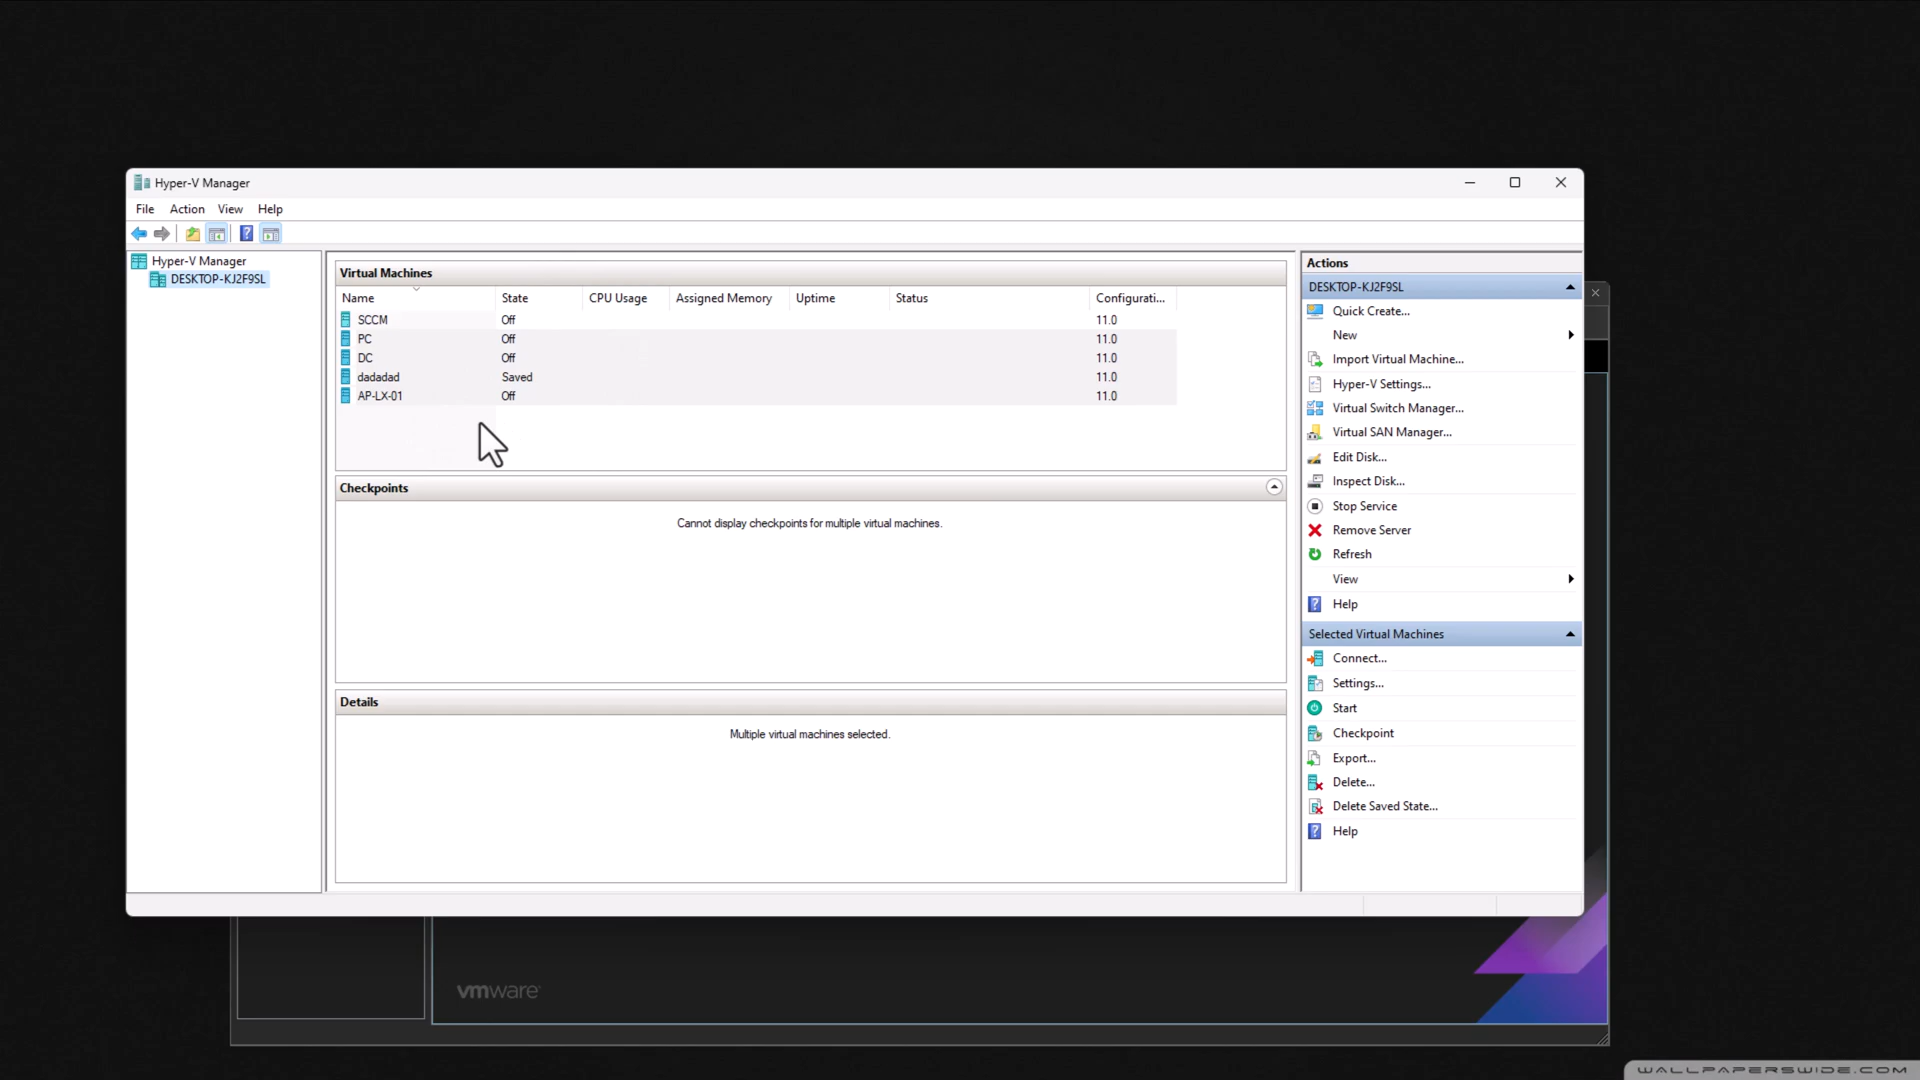 Hyper-V Manager
File Action View Help
Hyper-V Manager
DESKTOP-KJ2F9SL
Virtual Machines
Name State CPU Usage Assigned Memory Uptime Status Configurati...
SCCM Off 11.0
PC Off 11.0
DC Off 11.0
dadadad Saved 11.0
AP-LX-01 Off 11.0
Checkpoints
Cannot display checkpoints for multiple virtual machines.
Details
Multiple virtual machines selected.
Actions
DESKTOP-KJ2F9SL
Quick Create...
New
Import Virtual Machine...
Hyper-V Settings...
Virtual Switch Manager...
Virtual SAN Manager...
Edit Disk...
Inspect Disk...
Stop Service
Remove Server
Refresh
View
Help
Selected Virtual Machines
Connect...
Settings...
Start
Checkpoint
Export...
Delete...
Delete Saved State...
Help
vmware
WALLPAPERSWIDE.COM